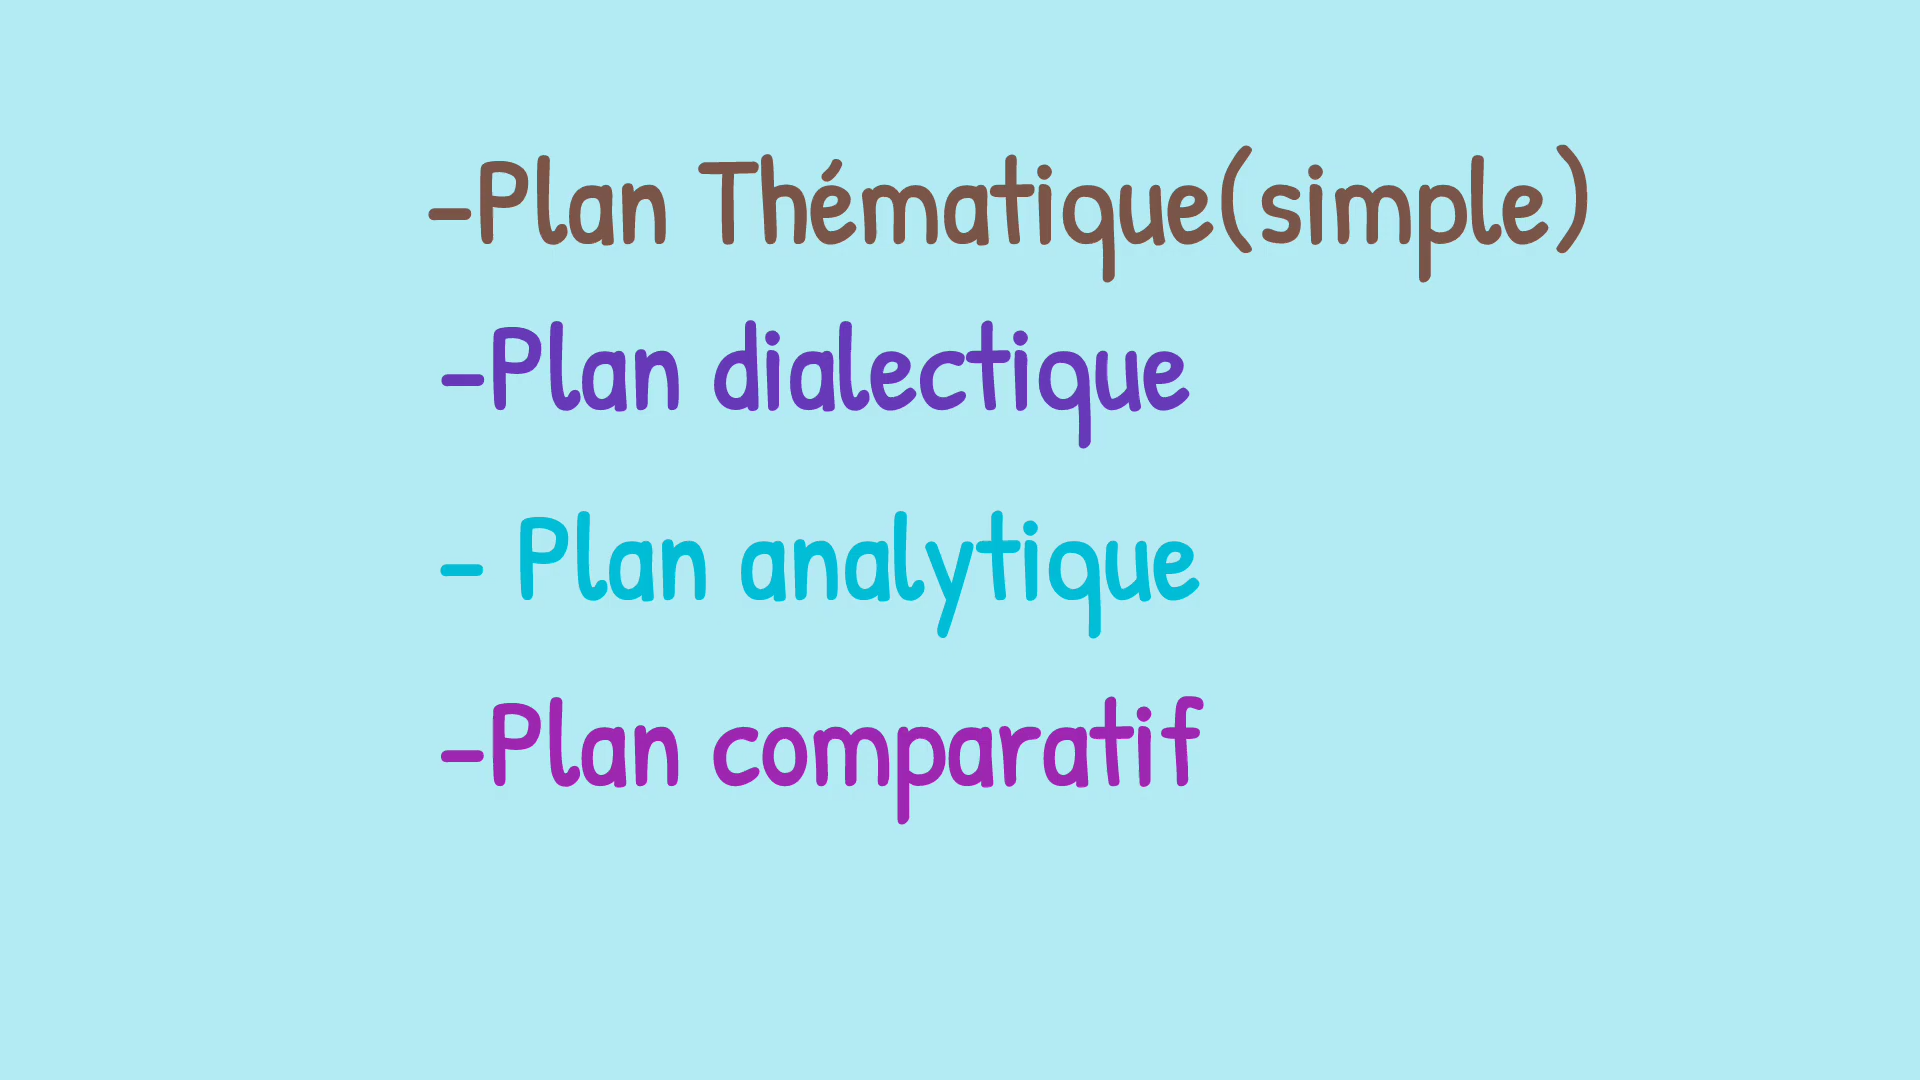 -Plan Thématique(simple)
-Plan dialectique
- Plan analytique
-Plan comparatif